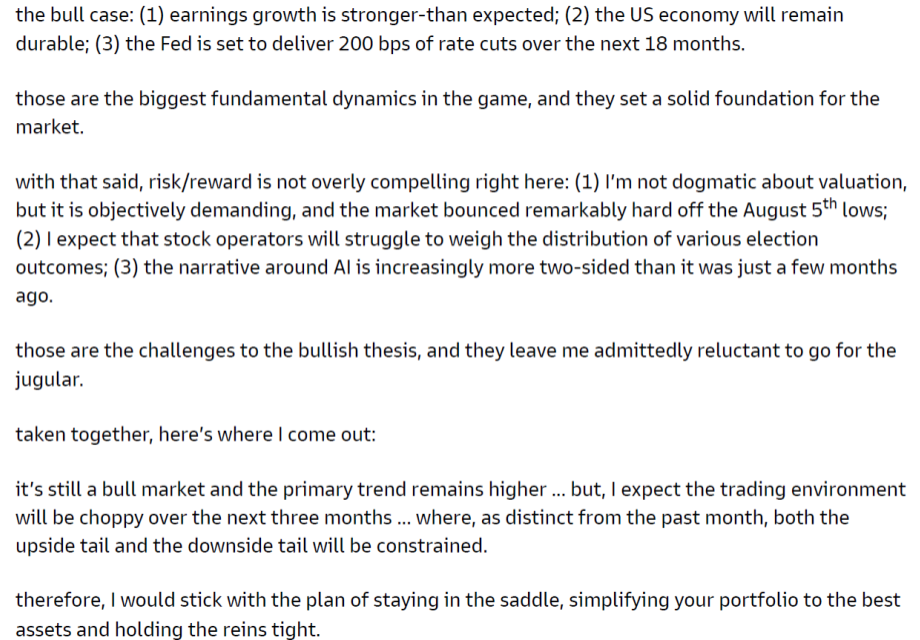 the bull case: (1) earnings growth is stronger-than expected; (2) the US economy will remain
durable; (3) the Fed is set to deliver 200 bps of rate cuts over the next 18 months.
those are the biggest fundamental dynamics in the game, and they set a solid foundation for the
market.
with that said, risk/reward is not overly compelling right here: (1) I'm not dogmatic about valuation,
but it is objectively demanding, and the market bounced remarkably hard off the August 5th lows;
(2) I expect that stock operators will struggle to weigh the distribution of various election
outcomes; (3) the narrative around AI is increasingly more two-sided than it was just a few months
ago.
those are the challenges to the bullish thesis, and they leave me admittedly reluctant to go for the
jugular.
taken together, here's where I come out:
it's still a bull market and the primary trend remains higher ... but, I expect the trading environment
will be choppy over the next three months ... where, as distinct from the past month, both the
upside tail and the downside tail will be constrained.
therefore, I would stick with the plan of staying in the saddle, simplifying your portfolio to the best
assets and holding the reins tight.